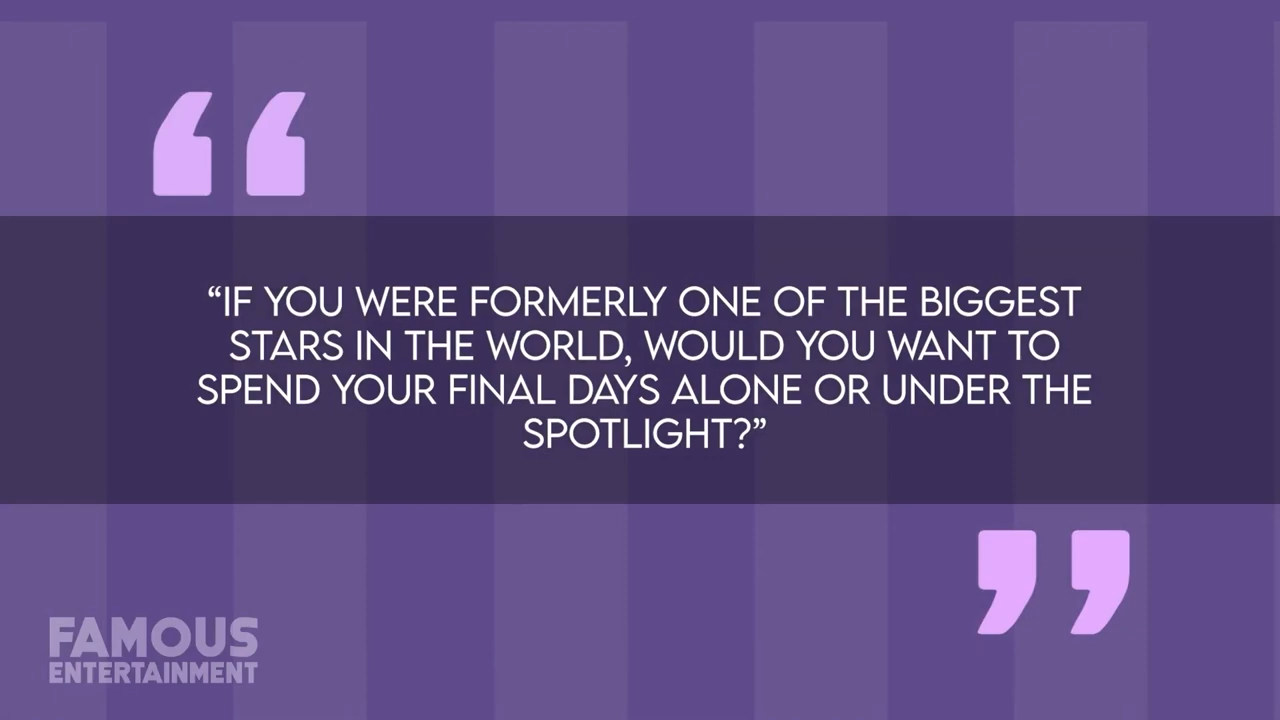 “IF YOU WERE FORMERLY ONE OF THE BIGGEST
STARS IN THE WORLD, WOULD YOU WANT TO
SPEND YOUR FINAL DAYS ALONE OR UNDER THE
SPOTLIGHT?”
FAMOUS
ENTERTAINMENT